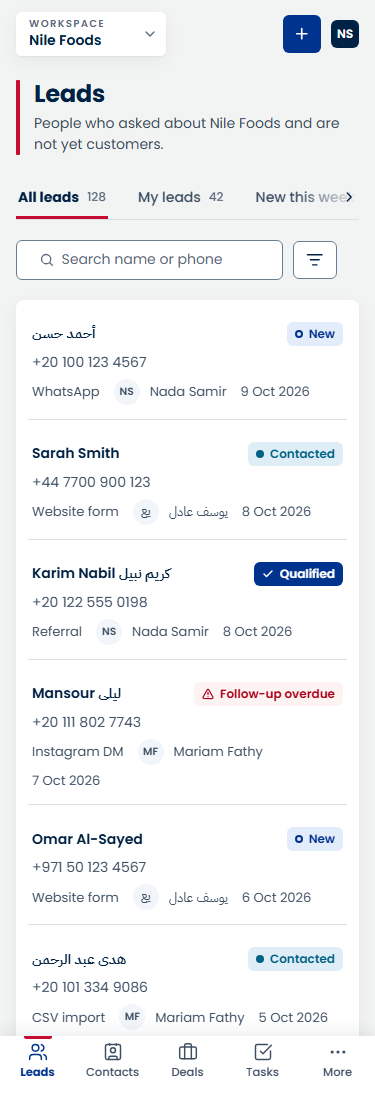 WORKSPACE
Nile Foods
NS
Leads
People who asked about Nile Foods and are
not yet customers.
All leads 128 My leads 42 New this week
Search name or phone
أحمد حسن New
+20 100 123 4567
WhatsApp NS Nada Samir 9 Oct 2026
Sarah Smith Contacted
+44 7700 900 123
Website form يع يوسف عادل 8 Oct 2026
Karim Nabil كريم نبيل Qualified
+20 122 555 0198
Referral NS Nada Samir 8 Oct 2026
Mansour ليلى Follow-up overdue
+20 111 802 7743
Instagram DM MF Mariam Fathy
7 Oct 2026
Omar Al-Sayed New
+971 50 123 4567
Website form يع يوسف عادل 6 Oct 2026
هدى عبد الرحمن Contacted
+20 101 334 9086
CSV import MF Mariam Fathy 5 Oct 2026
Leads Contacts Deals Tasks More